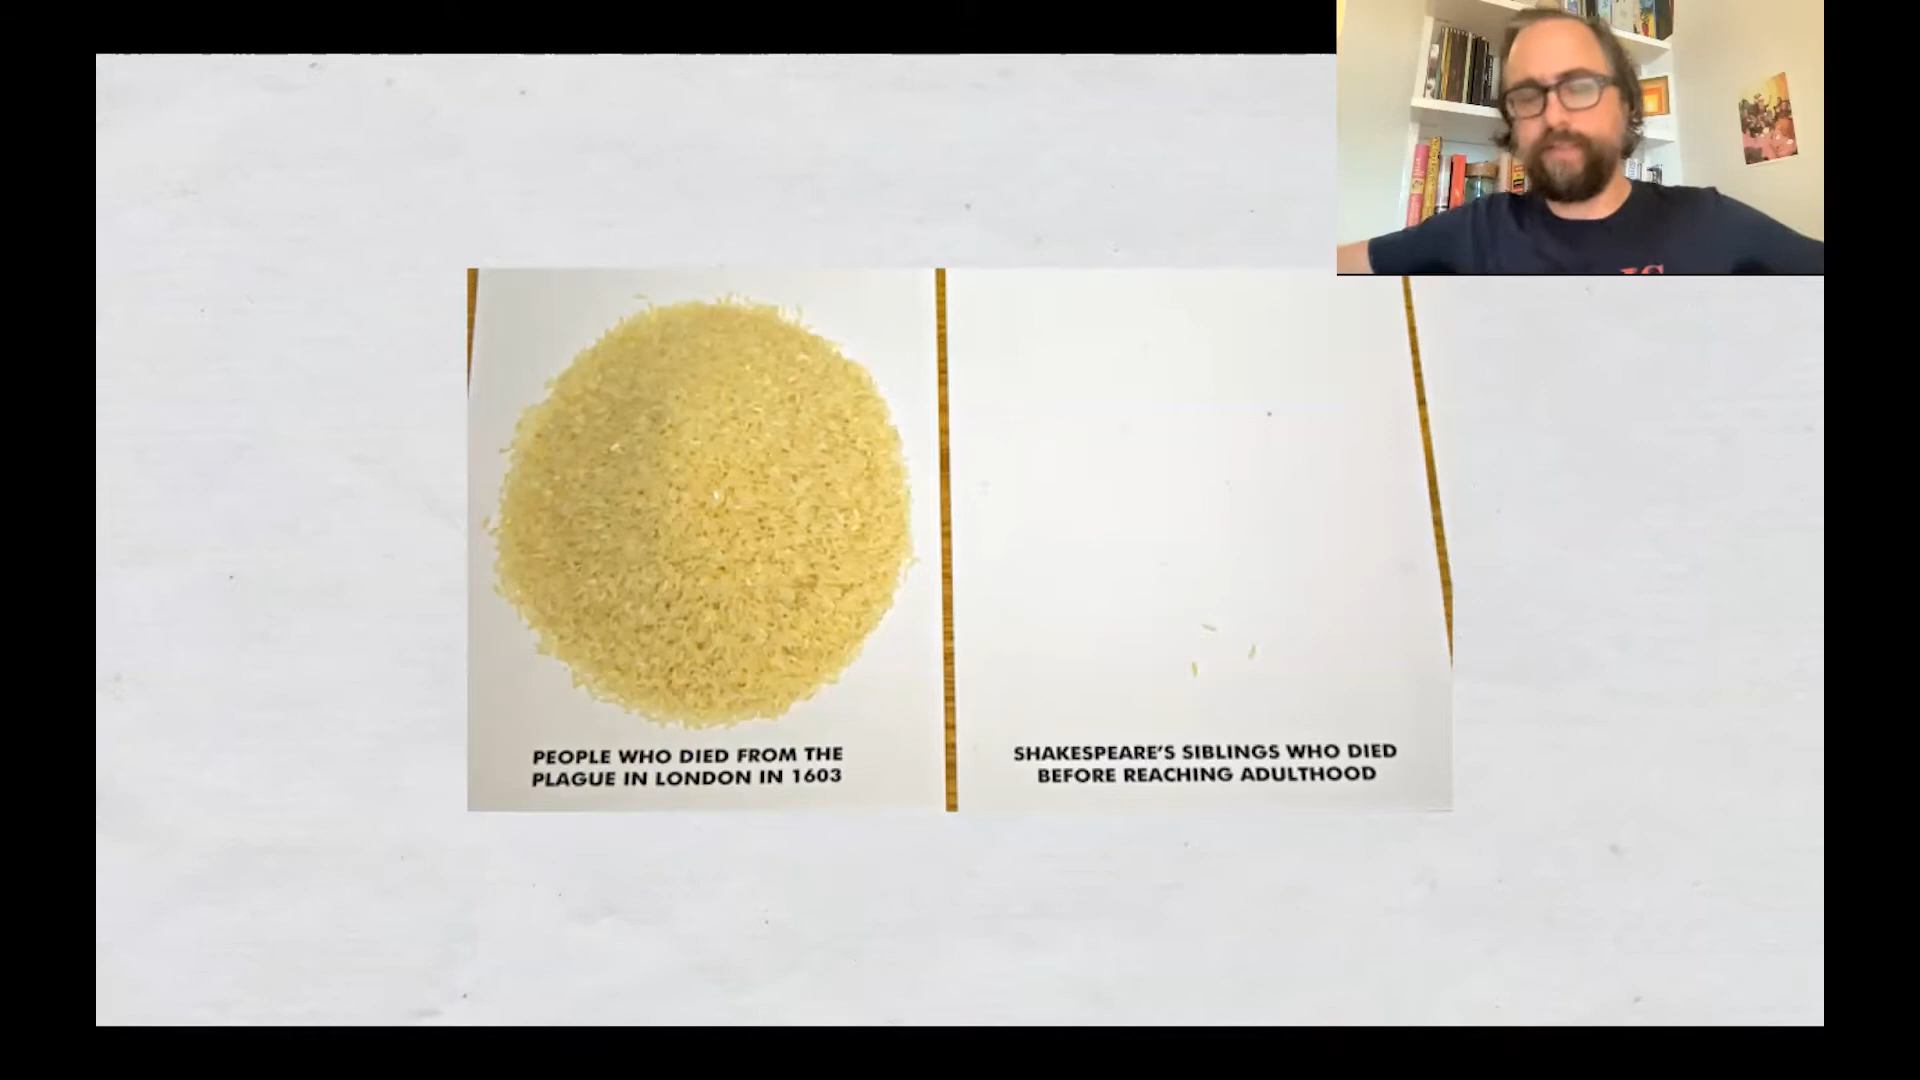 PEOPLE WHO DIED FROM THE
PLAGUE IN LONDON IN 1603
SHAKESPEARE'S SIBLINGS WHO DIED
BEFORE REACHING ADULTHOOD